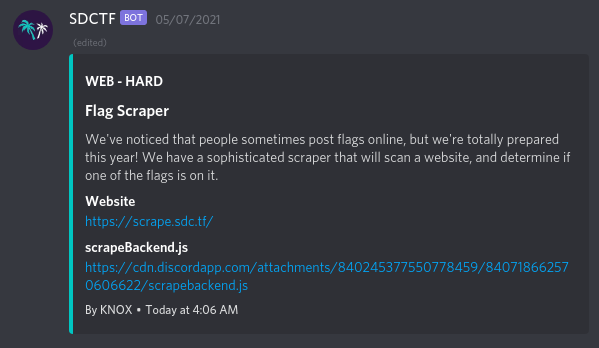 SDCTF BOT 05/07/2021
(edited)
WEB - HARD
Flag Scraper
We've noticed that people sometimes post flags online, but we're totally prepared
this year! We have a sophisticated scraper that will scan a website, and determine if
one of the flags is on it.
Website
https://scrape.sdc.tf/
scrapeBackend.js
https://cdn.discordapp.com/attachments/840245377550778459/84071866257
0606622/scrapebackend.js
By KNOX • Today at 4:06 AM